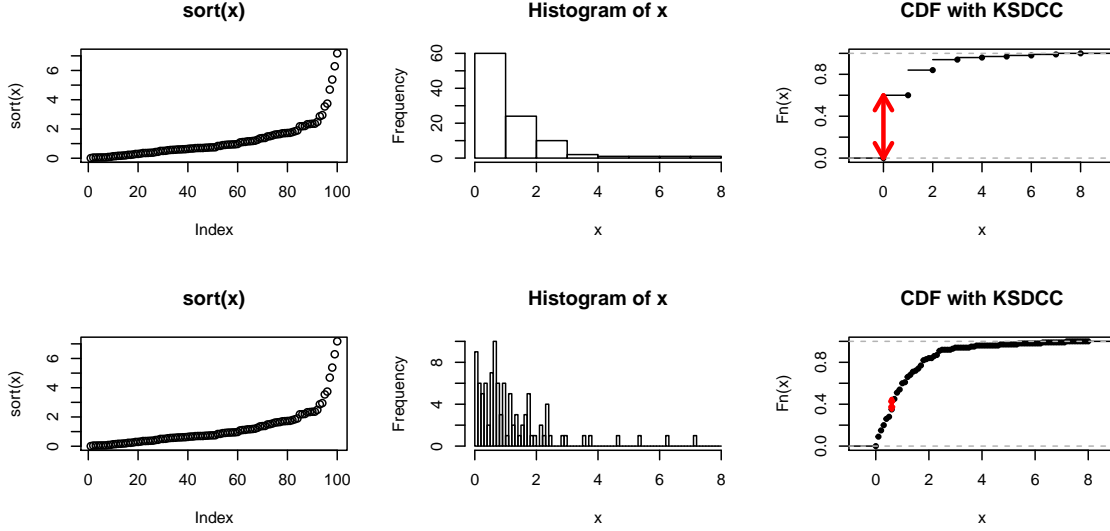 sort(x)
sort(x)
0 2 4 6
0 20 40 60 80 100
Index
Histogram of x
Frequency
0 20 40 60
0 2 4 6 8
x
CDF with KSDCC
Fn(x)
0.0 0.4 0.8
0 2 4 6 8
x
sort(x)
sort(x)
0 2 4 6
0 20 40 60 80 100
Index
Histogram of x
Frequency
0 4 8
0 2 4 6 8
x
CDF with KSDCC
Fn(x)
0.0 0.4 0.8
0 2 4 6 8
x